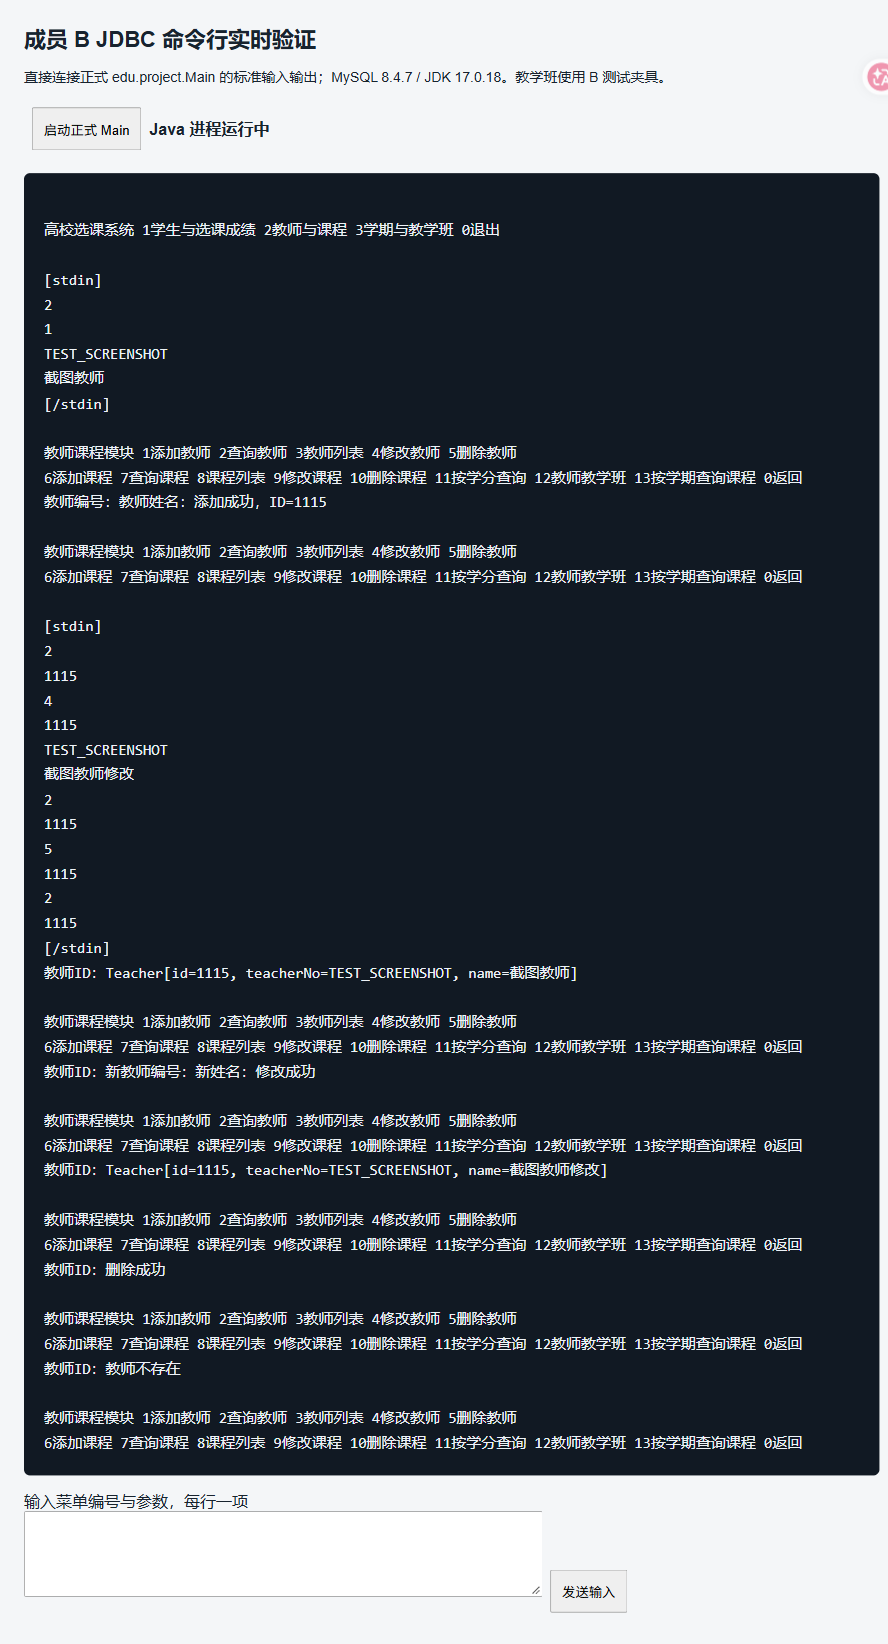 成员 B JDBC 命令行实时验证
直接连接正式 edu.project.Main 的标准输入输出；MySQL 8.4.7 / JDK 17.0.18。教学班使用 B 测试夹具。
启动正式 Main Java 进程运行中
高校选课系统 1学生与选课成绩 2教师与课程 3学期与教学班 0退出
[stdin]
2
1
TEST_SCREENSHOT
截图教师
[/stdin]
教师课程模块 1添加教师 2查询教师 3教师列表 4修改教师 5删除教师
6添加课程 7查询课程 8课程列表 9修改课程 10删除课程 11按学分查询 12教师教学班 13按学期查询课程 0返回
教师编号：教师姓名：添加成功，ID=1115
教师课程模块 1添加教师 2查询教师 3教师列表 4修改教师 5删除教师
6添加课程 7查询课程 8课程列表 9修改课程 10删除课程 11按学分查询 12教师教学班 13按学期查询课程 0返回
[stdin]
2
1115
4
1115
TEST_SCREENSHOT
截图教师修改
2
1115
5
1115
2
1115
[/stdin]
教师ID：Teacher[id=1115, teacherNo=TEST_SCREENSHOT, name=截图教师]
教师课程模块 1添加教师 2查询教师 3教师列表 4修改教师 5删除教师
6添加课程 7查询课程 8课程列表 9修改课程 10删除课程 11按学分查询 12教师教学班 13按学期查询课程 0返回
教师ID：新教师编号：新姓名：修改成功
教师课程模块 1添加教师 2查询教师 3教师列表 4修改教师 5删除教师
6添加课程 7查询课程 8课程列表 9修改课程 10删除课程 11按学分查询 12教师教学班 13按学期查询课程 0返回
教师ID：Teacher[id=1115, teacherNo=TEST_SCREENSHOT, name=截图教师修改]
教师课程模块 1添加教师 2查询教师 3教师列表 4修改教师 5删除教师
6添加课程 7查询课程 8课程列表 9修改课程 10删除课程 11按学分查询 12教师教学班 13按学期查询课程 0返回
教师ID：删除成功
教师课程模块 1添加教师 2查询教师 3教师列表 4修改教师 5删除教师
6添加课程 7查询课程 8课程列表 9修改课程 10删除课程 11按学分查询 12教师教学班 13按学期查询课程 0返回
教师ID：教师不存在
教师课程模块 1添加教师 2查询教师 3教师列表 4修改教师 5删除教师
6添加课程 7查询课程 8课程列表 9修改课程 10删除课程 11按学分查询 12教师教学班 13按学期查询课程 0返回
输入菜单编号与参数，每行一项
发送输入